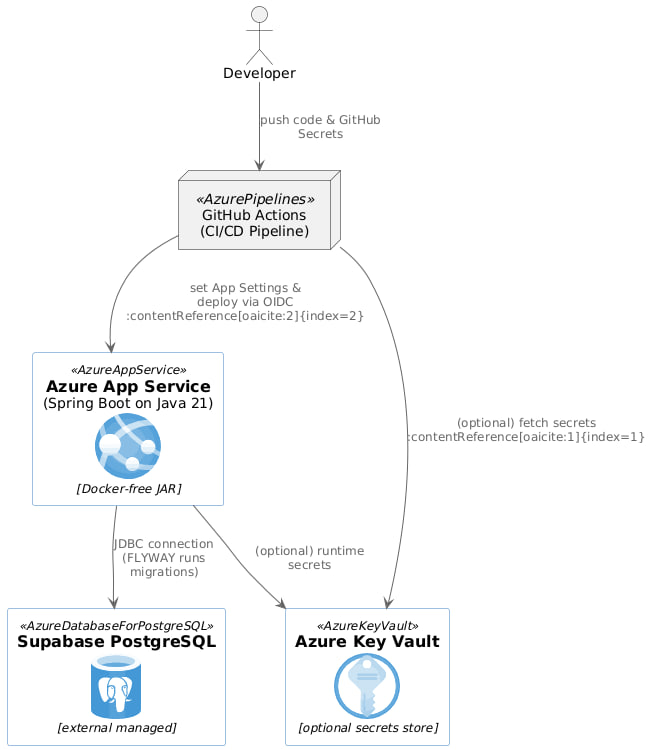 Developer
push code & GitHub
Secrets
«AzurePipelines»
GitHub Actions
(CI/CD Pipeline)
set App Settings &
deploy via OIDC
:contentReference[oaicite:2]{index=2}
«AzureAppService»
Azure App Service
(Spring Boot on Java 21)
[Docker-free JAR]
(optional) fetch secrets
:contentReference[oaicite:1]{index=1}
JDBC connection
(FLYWAY runs
migrations)
(optional) runtime
secrets
«AzureDatabaseForPostgreSQL»
Supabase PostgreSQL
[external managed]
«AzureKeyVault»
Azure Key Vault
[optional secrets store]